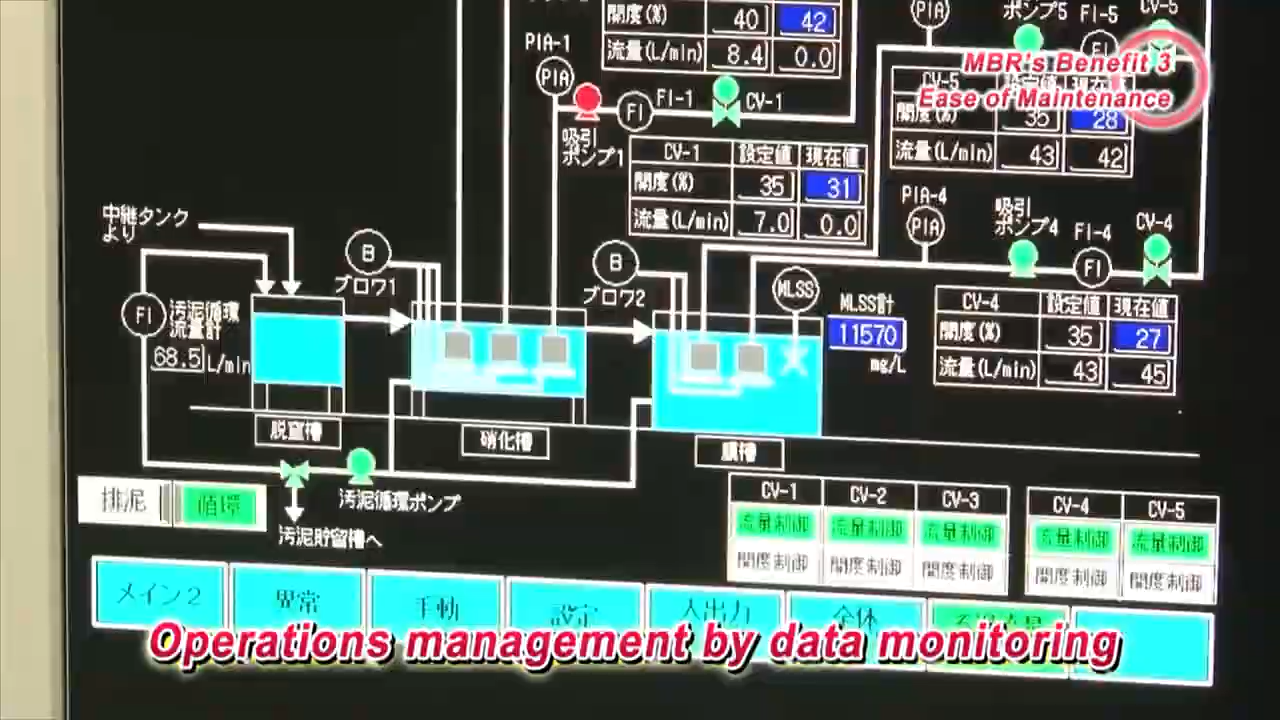 開度(%) 40 42
流量(L/min) 8.4 0.0
PIA
ポンプ5
FI-5
CV-5
FI
MBR's Benefit 3
Ease of Maintenance
CV-5 設定値 現在値
開度(%) 35 28
流量(L/min) 43 42
PIA-1
PIA
吸引
ポンプ1
FI
FI-1
CV-1
CV-1 設定値 現在値
開度(%) 35 31
流量(L/min) 7.0 0.0
PIA-4
PIA
吸引
ポンプ4
FI-4
FI
CV-4
CV-4 設定値 現在値
開度(%) 35 27
流量(L/min) 43 45
中継タンク
より
B
ブロワ1
B
ブロワ2
MLSS
MLSS計
11570
mg/L
FI
汚泥循環
流量計
68.5 L/min
脱窒槽
硝化槽
膜槽
排泥 循環
汚泥循環ポンプ
汚泥貯留槽へ
CV-1 CV-2 CV-3 CV-4 CV-5
流量制御 流量制御 流量制御 流量制御 流量制御
開度制御 開度制御 開度制御 開度制御 開度制御
メイン2 異常 手動 設定 入出力 全体
Operations management by data monitoring